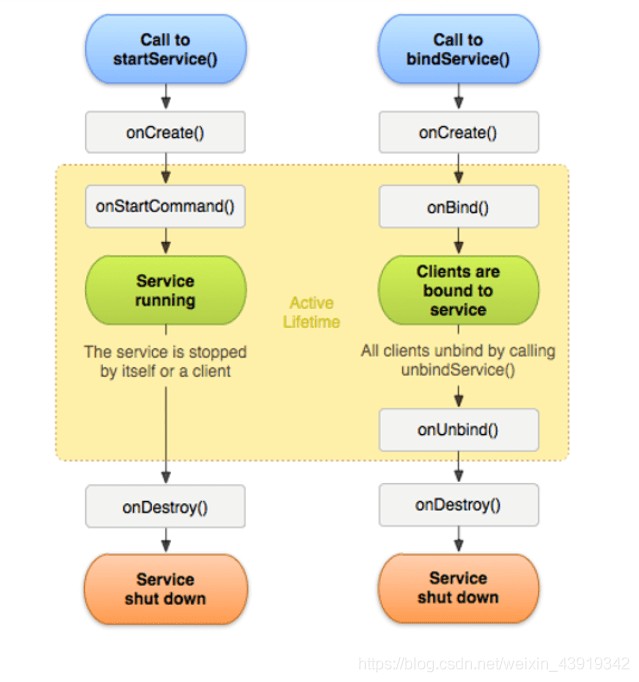 Call to
startService()
onCreate()
onStartCommand()
Service
running
The service is stopped
by itself or a client
onDestroy()
Service
shut down
Active
Lifetime
Call to
bindService()
onCreate()
onBind()
Clients are
bound to
service
All clients unbind by calling
unbindService()
onUnbind()
onDestroy()
Service
shut down
https://blog.csdn.net/weixin_43919342